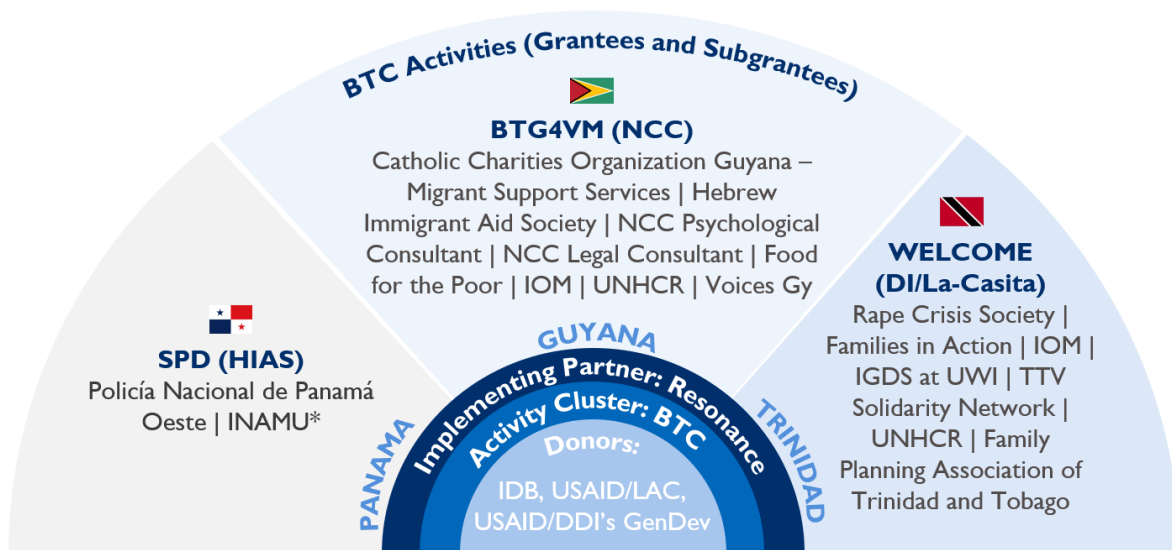 BTC Activities (Grantees and Subgrantees)
BTG4VM (NCC)
Catholic Charities Organization Guyana –
Migrant Support Services | Hebrew
Immigrant Aid Society | NCC Psychological
Consultant | NCC Legal Consultant | Food
for the Poor | IOM | UNHCR | Voices Gy
WELCOME
(DI/La-Casita)
Rape Crisis Society |
Families in Action | IOM |
IGDS at UWI | TTV
Solidarity Network |
UNHCR | Family
Planning Association of
Trinidad and Tobago
SPD (HIAS)
Policía Nacional de Panamá
Oeste | INAMU*
PANAMA
GUYANA
TRINIDAD
Implementing Partner: Resonance
Activity Cluster: BTC
Donors:
IDB, USAID/LAC,
USAID/DDI's GenDev